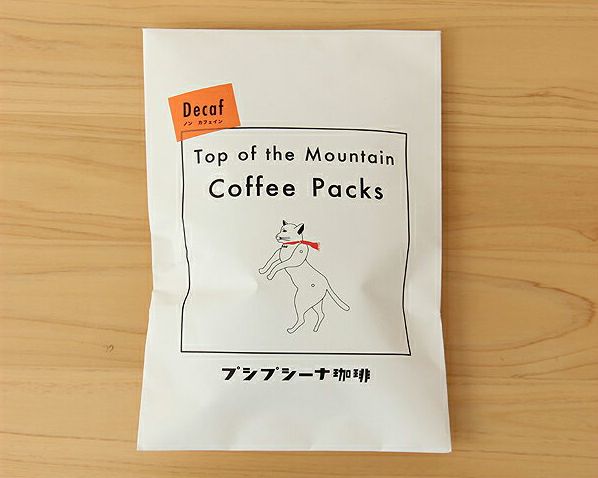 Decaf
ノン カフェイン
Top of the Mountain
Coffee Packs
プシプシーナ珈琲